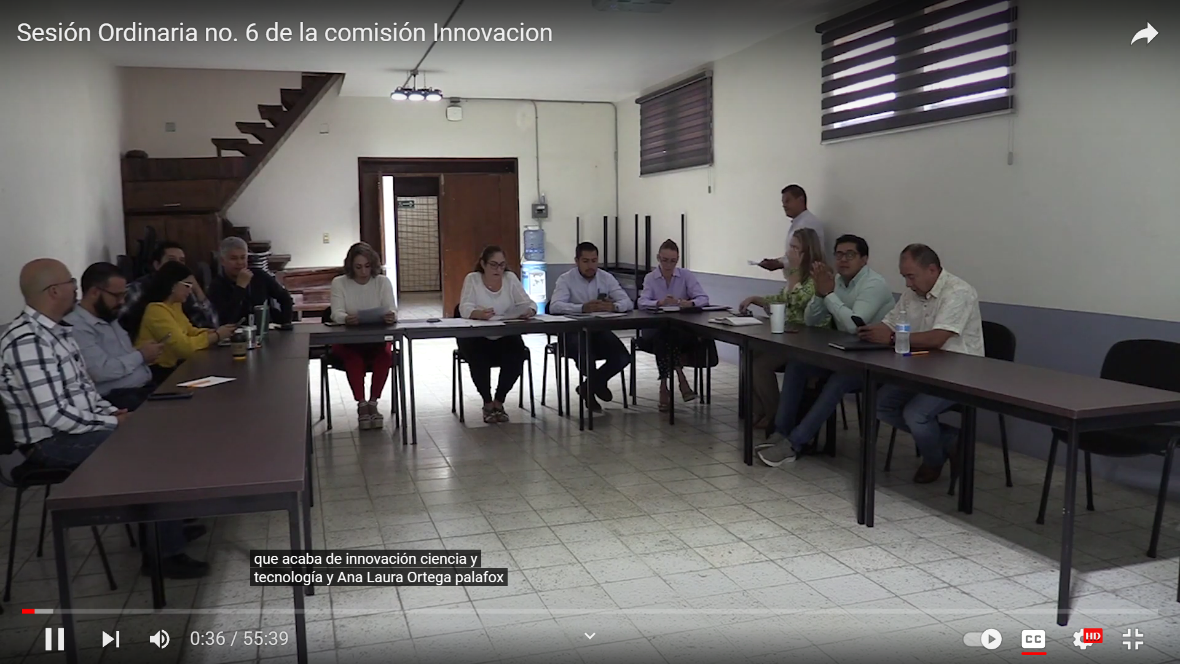 Sesión Ordinaria no. 6 de la comisión Innovacion
que acaba de innovación ciencia y
tecnología y Ana Laura Ortega palafox
0:36 / 55:39
CC
HD